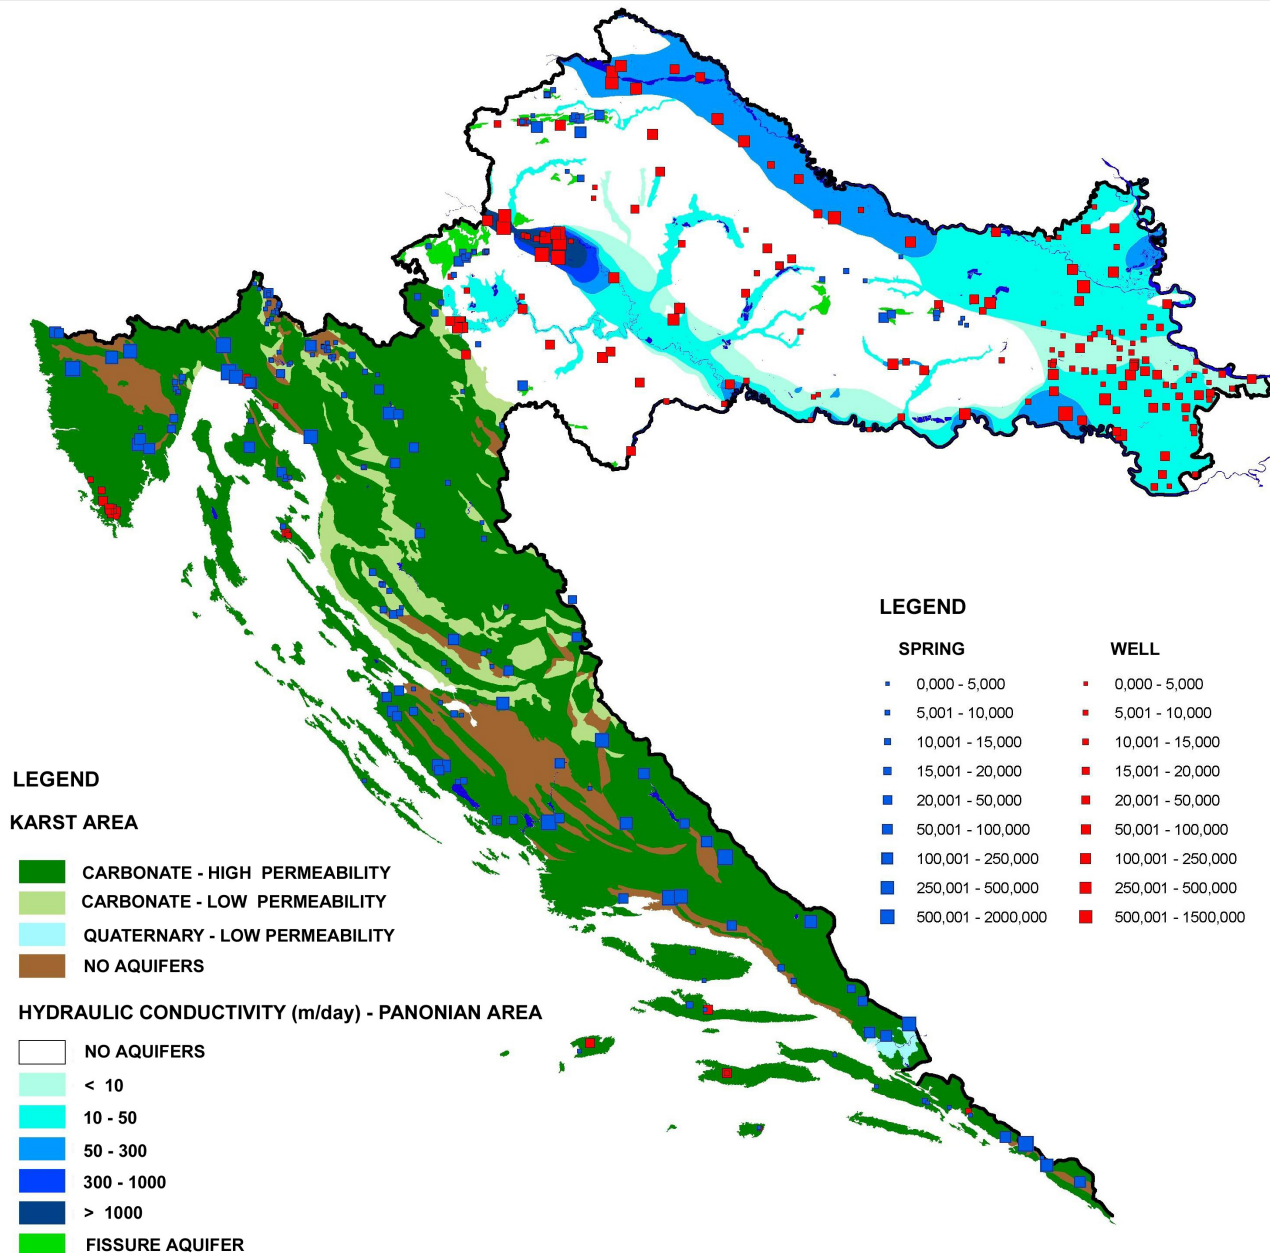 LEGEND
SPRING WELL
0,000 - 5,000 0,000 - 5,000
5,001 - 10,000 5,001 - 10,000
10,001 - 15,000 10,001 - 15,000
15,001 - 20,000 15,001 - 20,000
20,001 - 50,000 20,001 - 50,000
50,001 - 100,000 50,001 - 100,000
100,001 - 250,000 100,001 - 250,000
250,001 - 500,000 250,001 - 500,000
500,001 - 2000,000 500,001 - 1500,000
LEGEND
KARST AREA
CARBONATE - HIGH PERMEABILITY
CARBONATE - LOW PERMEABILITY
QUATERNARY - LOW PERMEABILITY
NO AQUIFERS
HYDRAULIC CONDUCTIVITY (m/day) - PANONIAN AREA
NO AQUIFERS
< 10
10 - 50
50 - 300
300 - 1000
> 1000
FISSURE AQUIFER